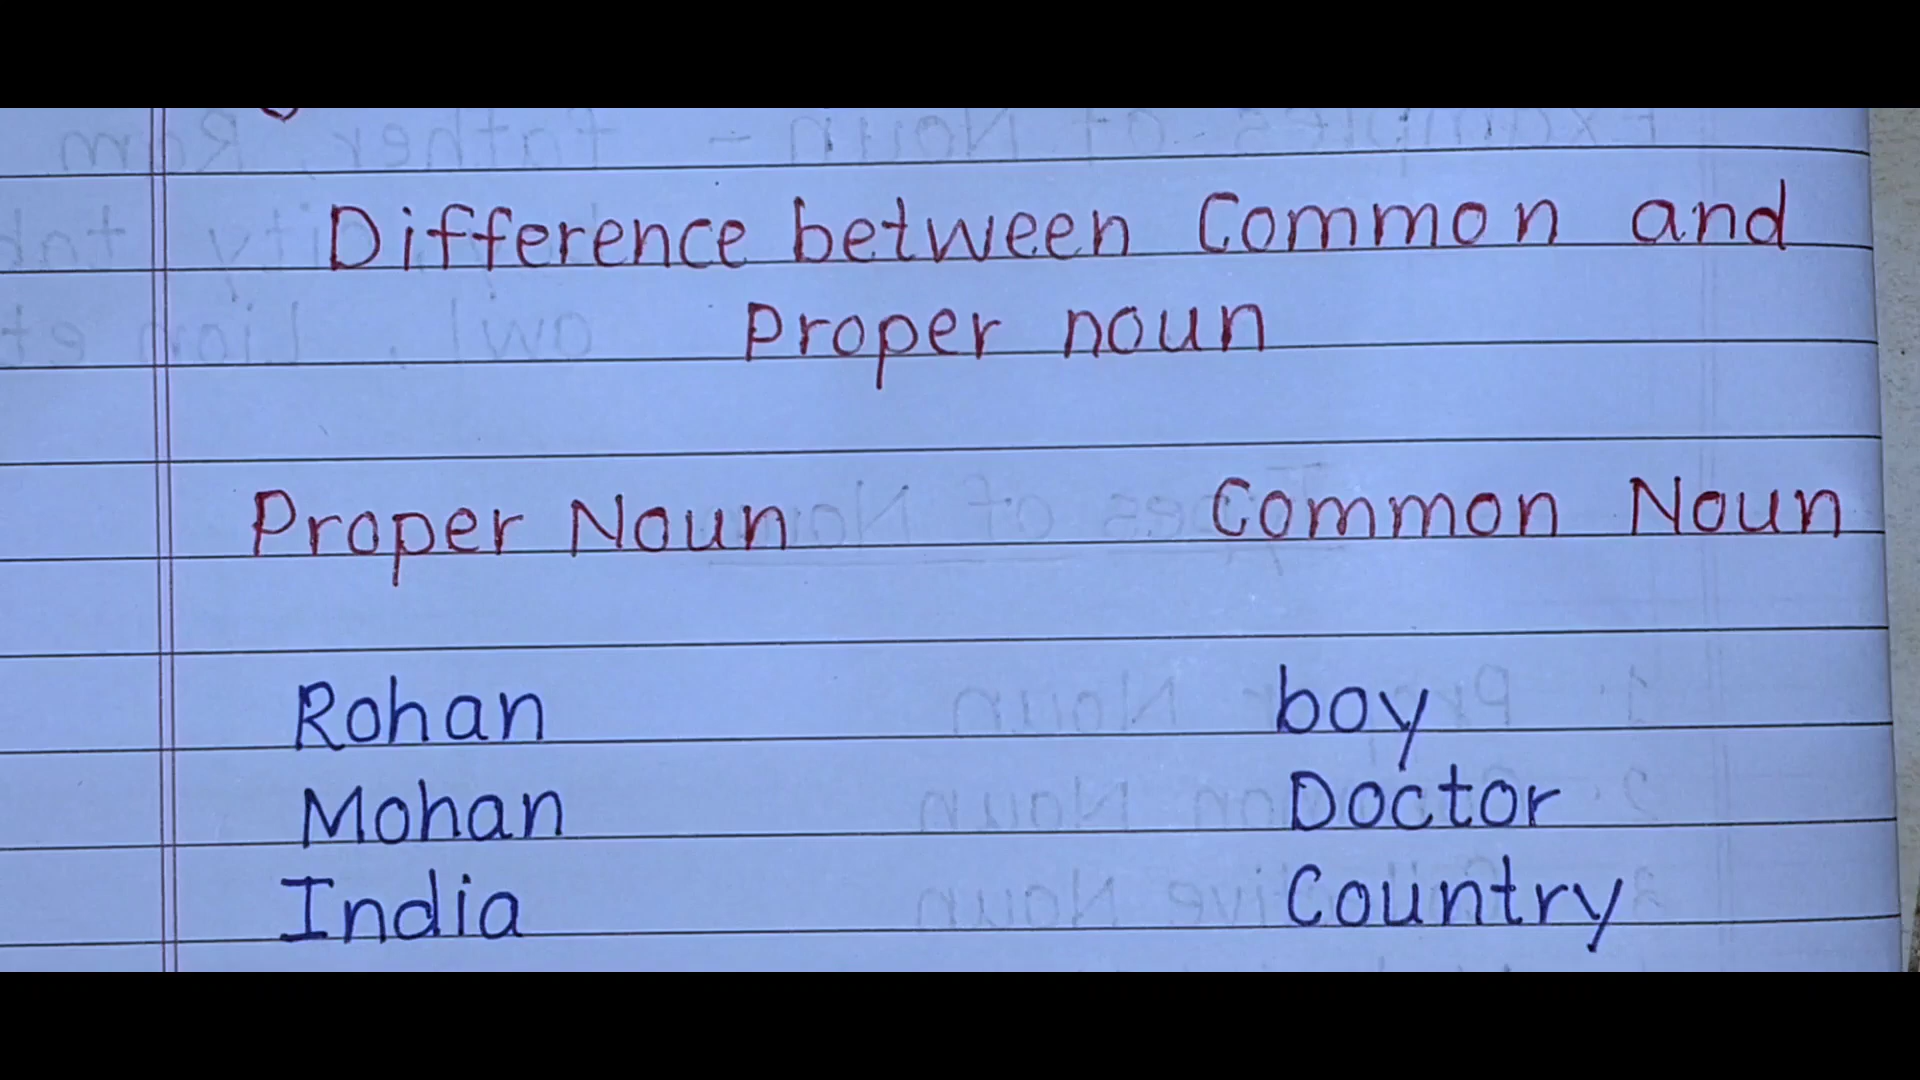 Difference between Common and
Proper noun
Proper Noun Common Noun
Rohan boy
Mohan Doctor
India Country